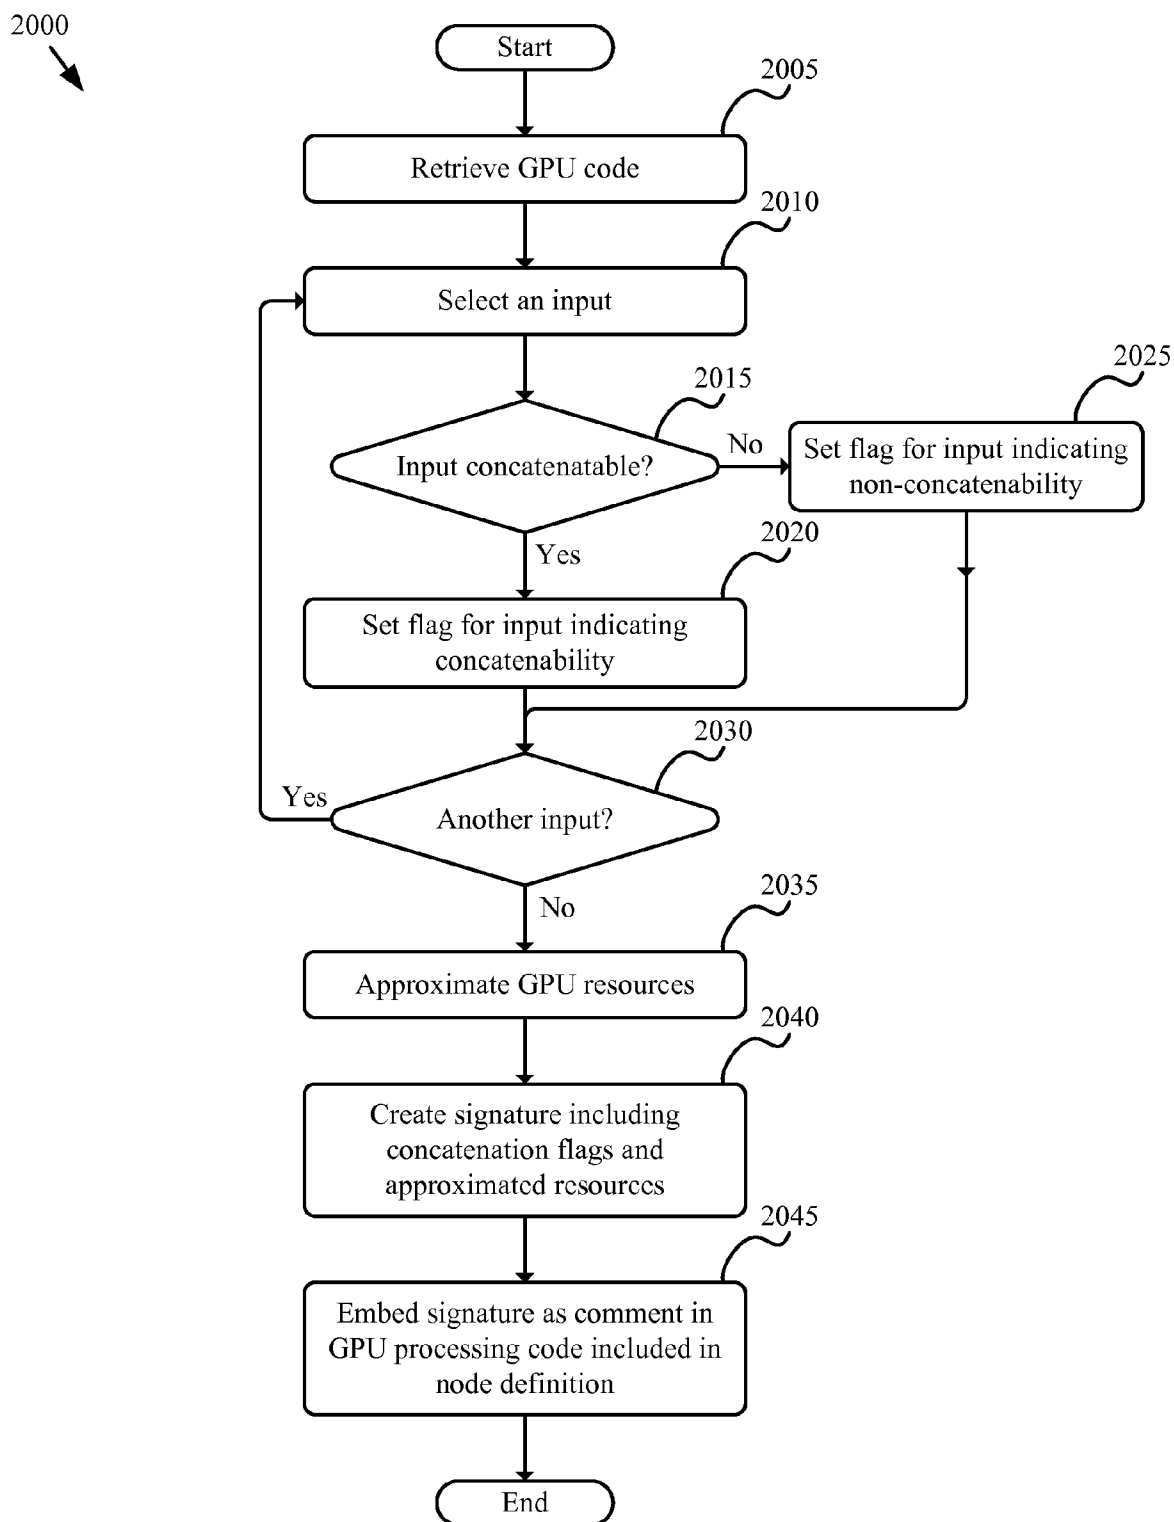 2000
Start
2005
Retrieve GPU code
2010
Select an input
2015
2025
Input concatenatable?
No
Set flag for input indicating
non-concatenability
Yes
2020
Set flag for input indicating
concatenability
2030
Yes
Another input?
No
2035
Approximate GPU resources
2040
Create signature including
concatenation flags and
approximated resources
2045
Embed signature as comment in
GPU processing code included in
node definition
End